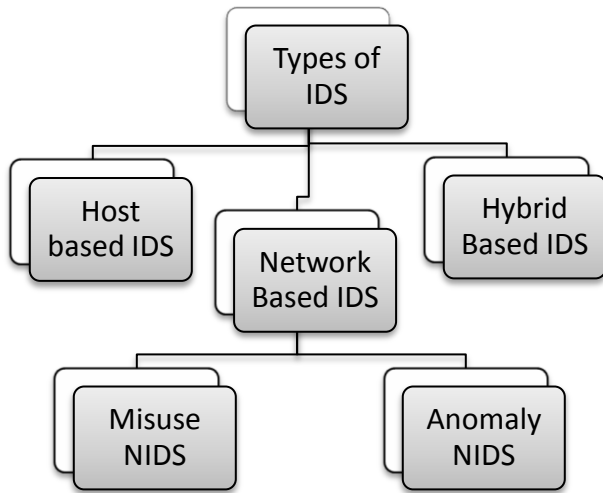 Types of
IDS
Host
based IDS
Network
Based IDS
Hybrid
Based IDS
Misuse
NIDS
Anomaly
NIDS